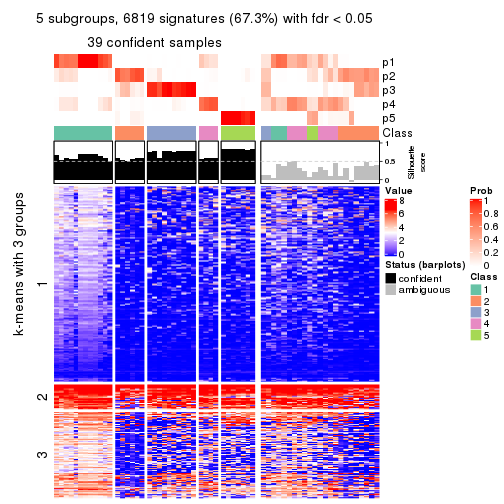 5 subgroups, 6819 signatures (67.3%) with fdr < 0.05
39 confident samples
p1
p2
p3
p4
p5
Class
1
0.5
0
Silhouette
score
k-means with 3 groups
1
2
3
Value
8
6
4
2
0
Status (barplots)
confident
ambiguous
Prob
1
0.8
0.6
0.4
0.2
0
Class
1
2
3
4
5